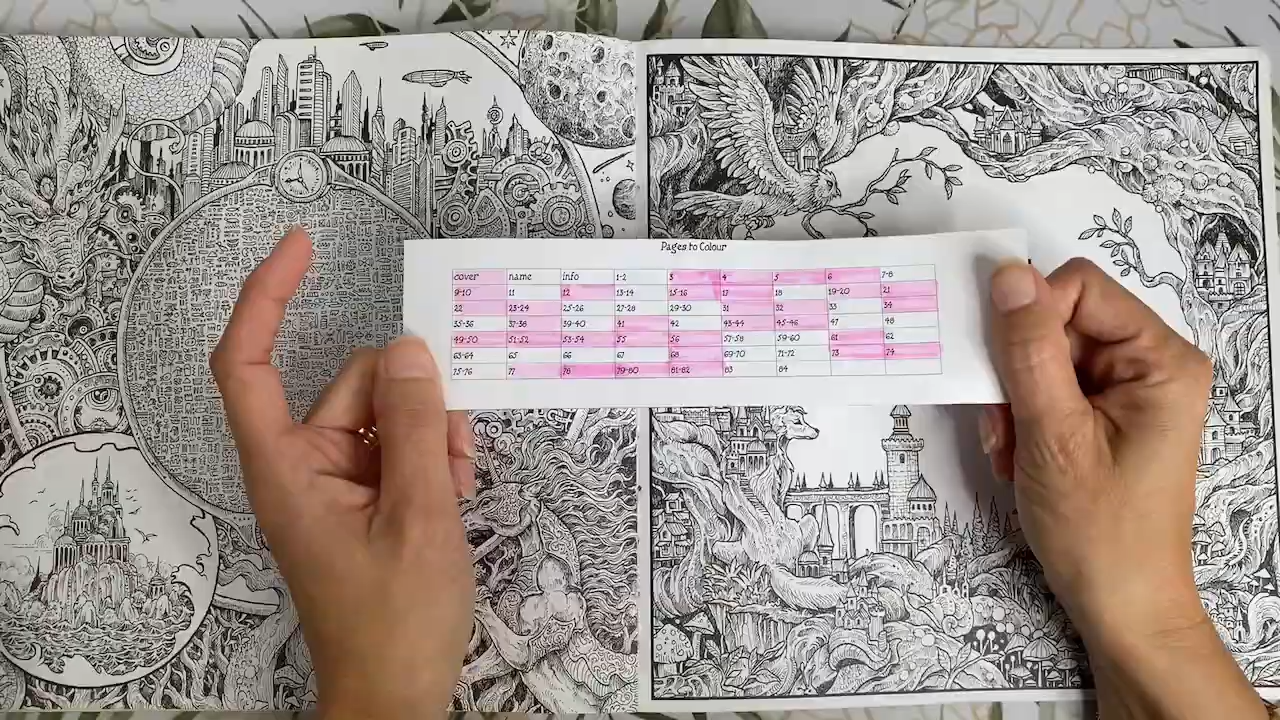 Pages to Colour
cover name info 1-2 3 4 5 6 7-8
9-10 11 12 13-14 15-16 17 18 19-20 21
22 23-24 25-26 27-28 29-30 31 32 33 34
35-36 37-38 39-40 41 42 43-44 45-46 47 48
49-50 51-52 53-54 55 56 57-58 59-60 61 62
63-64 65 66 67 68 69-70 71-72 73 74
75-76 77 78 79-80 81-82 83 84